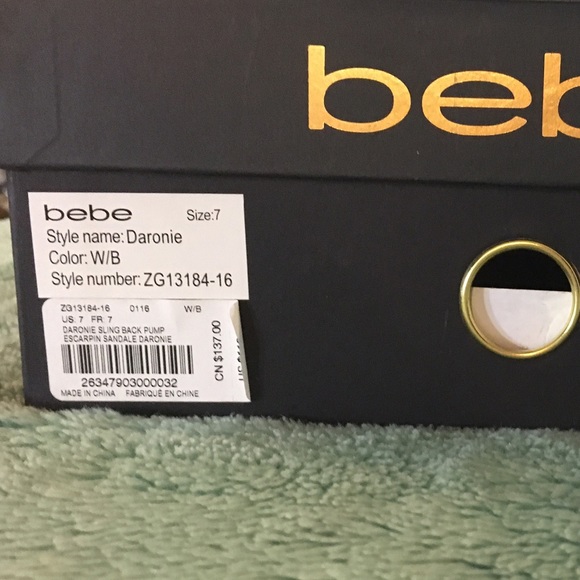 beb
bebe Size:7
Style name: Daronie
Color: W/B
Style number: ZG13184-16
ZG13184-16 0116 W/B
US. 7 FR. 7
DARONIE SLING BACK PUMP
ESCARPIN SANDALE DARONIE
26347903000032
MADE IN CHINA FABRIQUÉ EN CHINE
CN $137.00